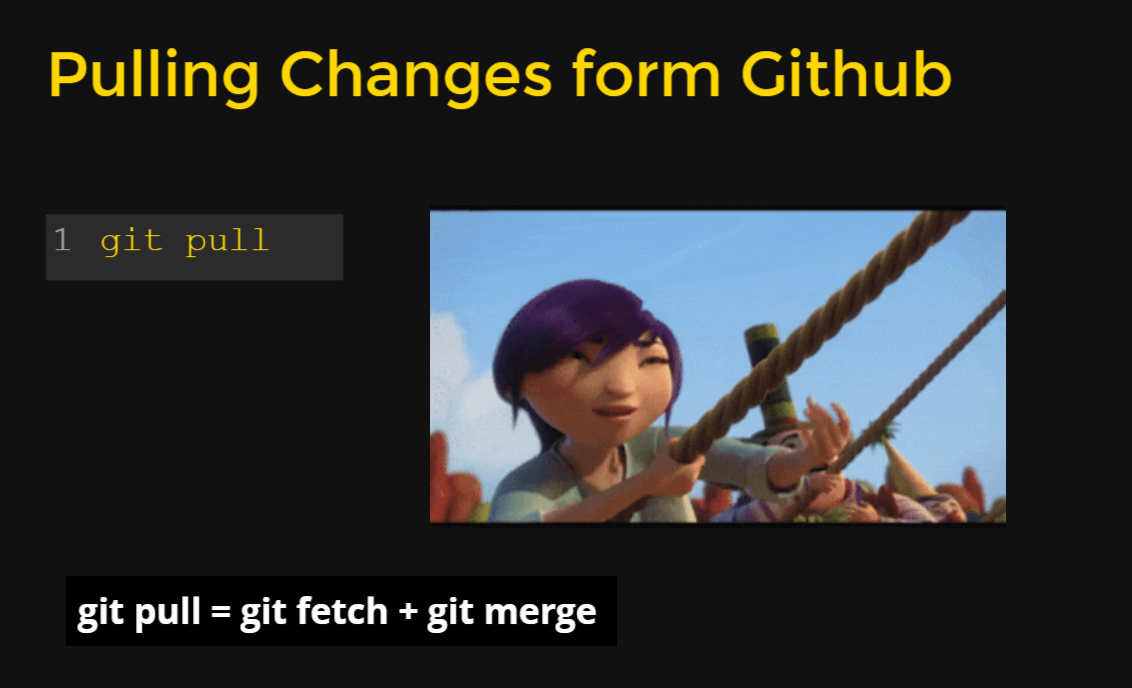 Pulling Changes form Github
1 git pull
git pull = git fetch + git merge